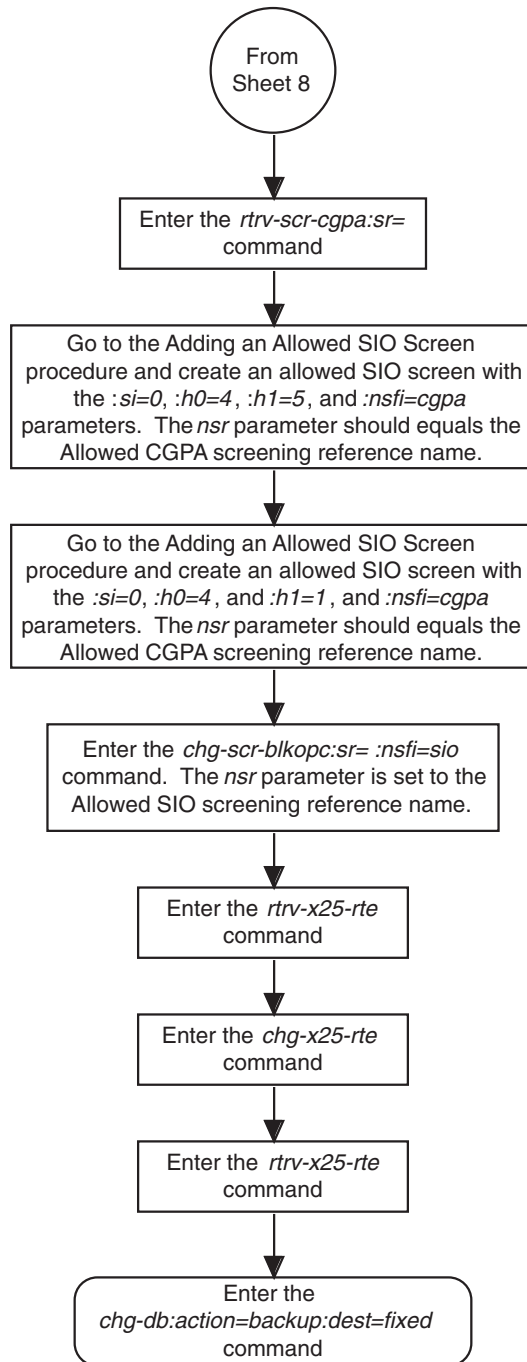 From
Sheet 8
Enter the rtrv-scr-cgpa:sr=
command
Go to the Adding an Allowed SIO Screen
procedure and create an allowed SIO screen with
the :si=0, :h0=4, :h1=5, and :nsfi=cgpa
parameters. The nsr parameter should equals the
Allowed CGPA screening reference name.
Go to the Adding an Allowed SIO Screen
procedure and create an allowed SIO screen with
the :si=0, :h0=4, and :h1=1, and :nsfi=cgpa
parameters. The nsr parameter should equals the
Allowed CGPA screening reference name.
Enter the chg-scr-blkopc:sr= :nsfi=sio
command. The nsr parameter is set to the
Allowed SIO screening reference name.
Enter the rtrv-x25-rte
command
Enter the chg-x25-rte
command
Enter the rtrv-x25-rte
command
Enter the
chg-db:action=backup:dest=fixed
command